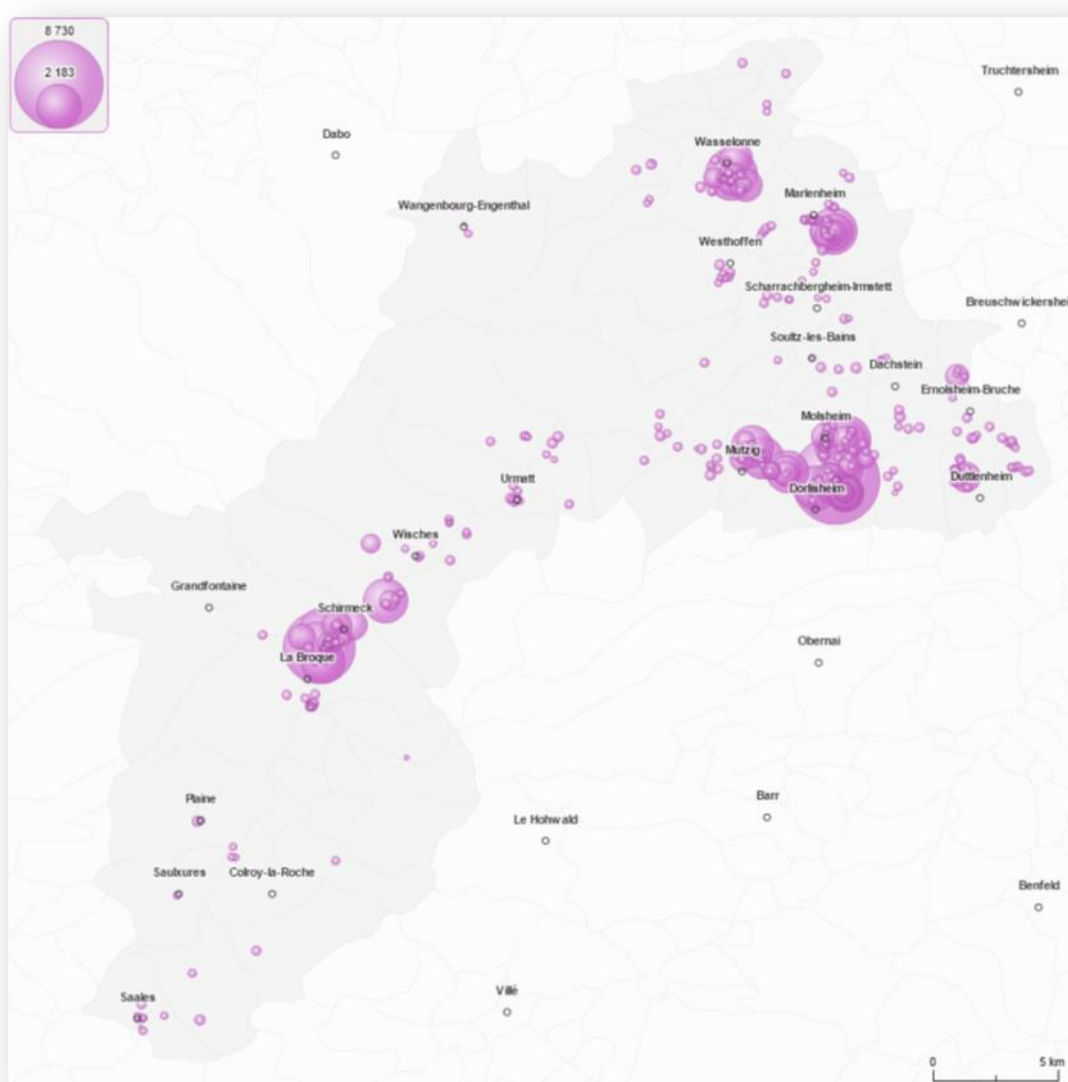 8 730
2 183
Truchtersheim
Dabo
Wasselonne
Marlenheim
Wangenbourg-Engenthal
Westhoffen
Scharrachbergheim-Irmstett
Breuschwickershei
Soultz-les-Bains
Dachstein
Ernolsheim-Bruche
Molsheim
Mutzig
Urmatt
Duttlenheim
Dorlisheim
Wisches
Grandfontaine
Schirmeck
Obernai
La Broque
Plaine
Barr
Le Hohwald
Saulxures
Colroy-la-Roche
Benfeld
Saales
Villé
0
5 km